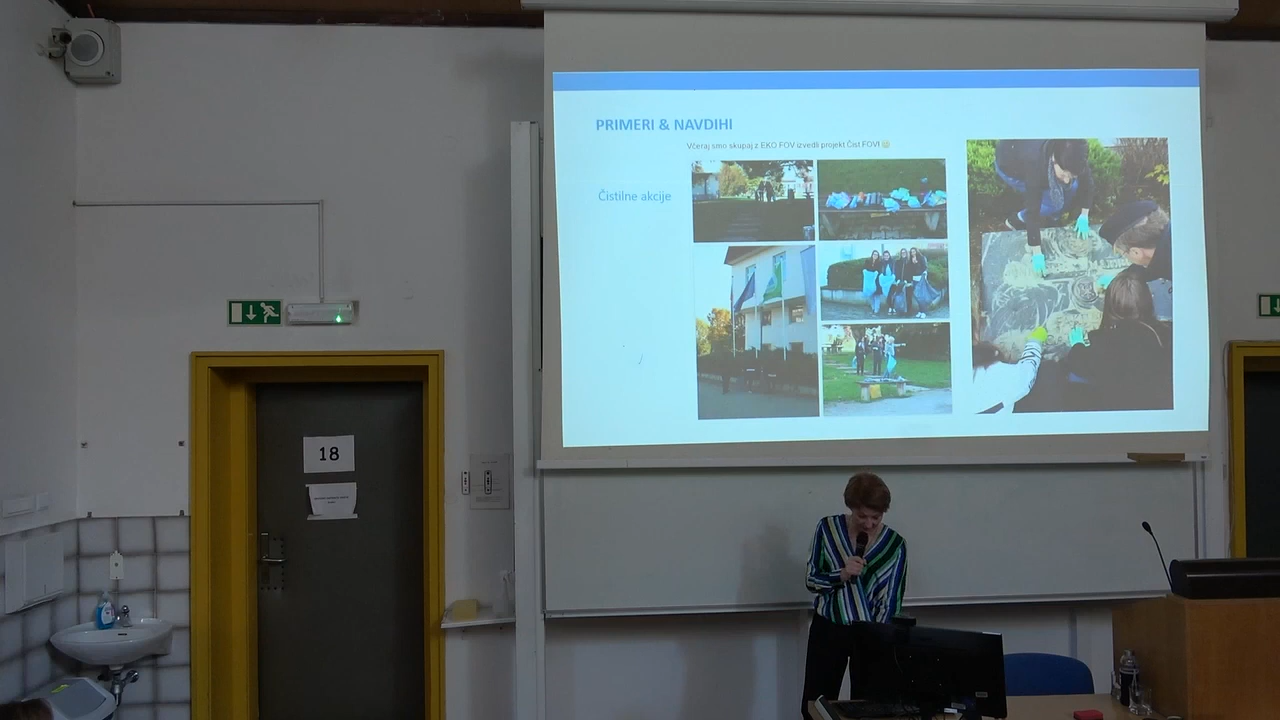 PRIMERI & NAVDIHI
Včeraj smo skupaj z EKO FOV izvedli projekt Čist FOV!
Čistilne akcije
18